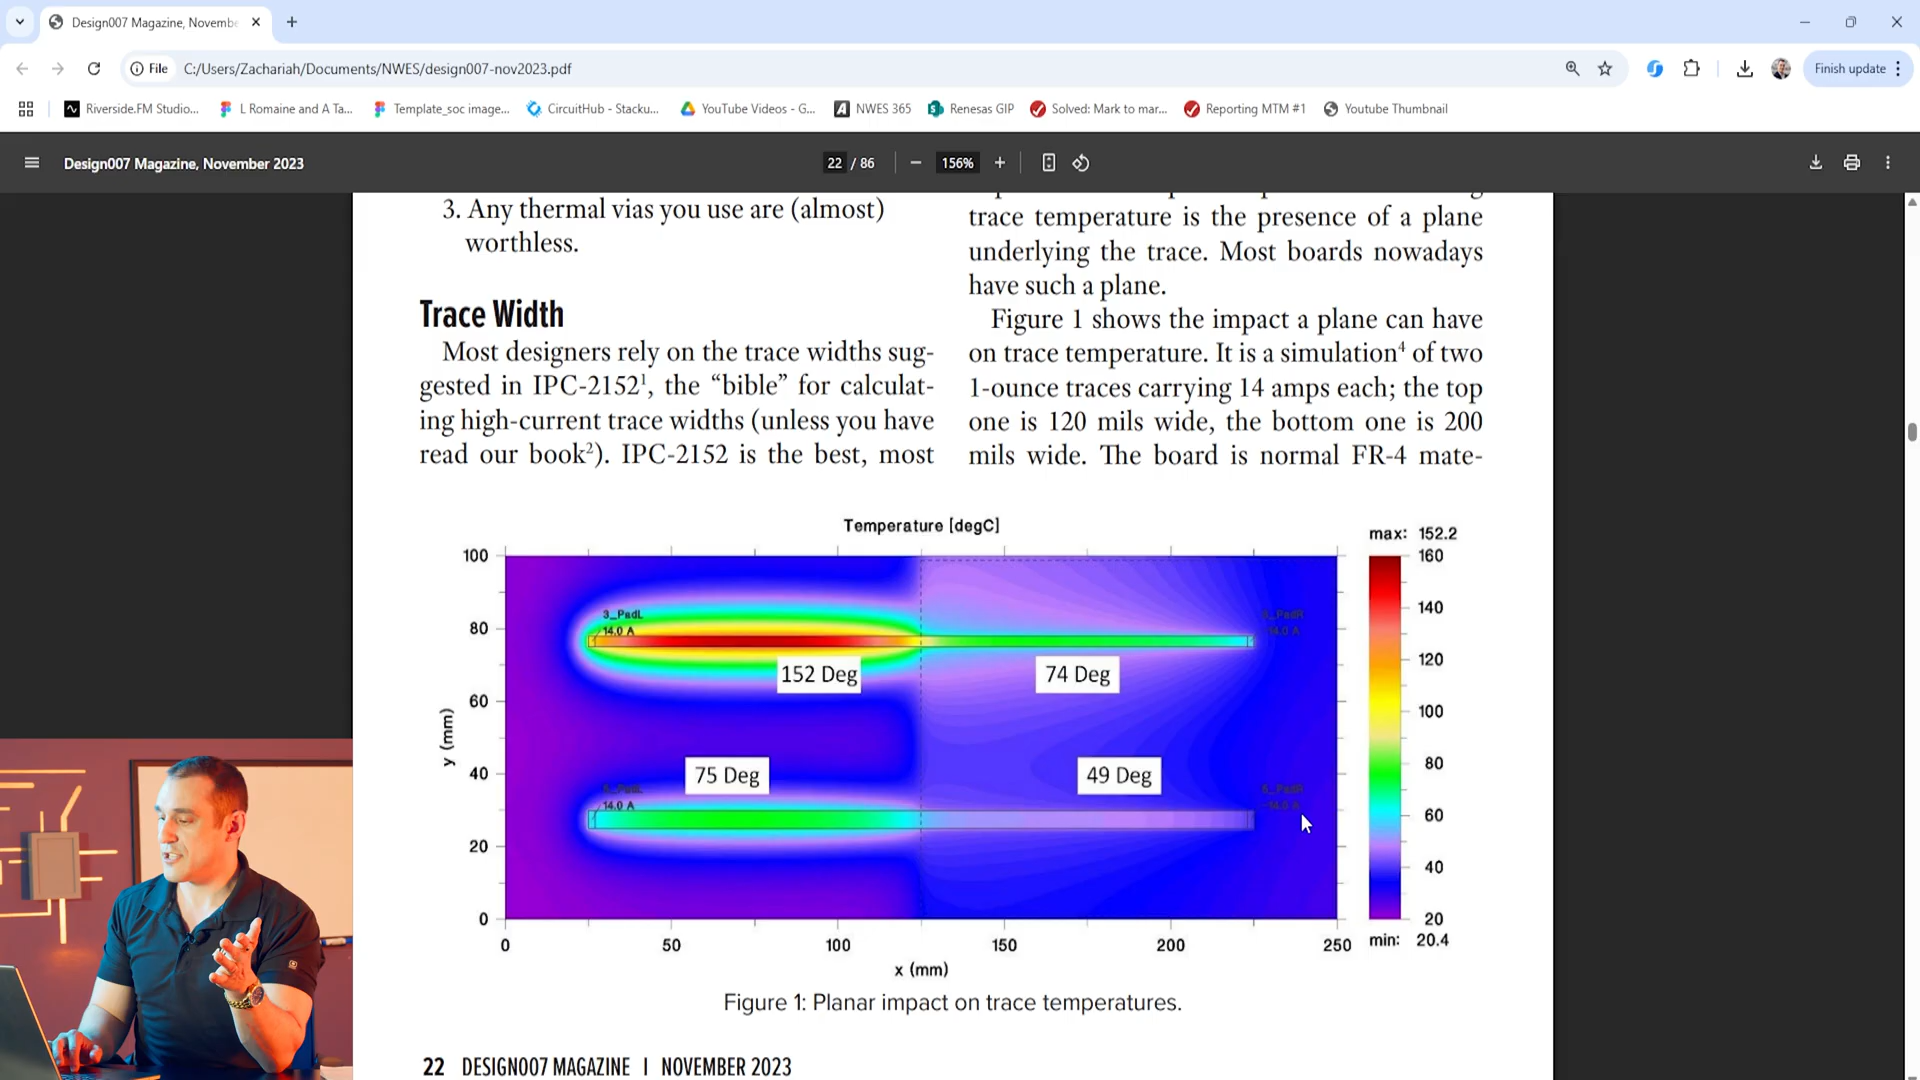 Design007 Magazine, Novembe
File
C:/Users/Zachariah/Documents/NWES/design007-nov2023.pdf
Finish update
Riverside.FM Studio...
L Romaine and A Ta...
Template_soc image...
CircuitHub - Stacku...
YouTube Videos - G...
NWES 365
Renesas GIP
Solved: Mark to mar...
Reporting MTM #1
Youtube Thumbnail
Design007 Magazine, November 2023
22 / 86
156%
3. Any thermal vias you use are (almost)
worthless.
Trace Width
Most designers rely on the trace widths sug-
gested in IPC-2152¹, the “bible” for calculat-
ing high-current trace widths (unless you have
read our book²). IPC-2152 is the best, most
trace temperature is the presence of a plane
underlying the trace. Most boards nowadays
have such a plane.
Figure 1 shows the impact a plane can have
on trace temperature. It is a simulation⁴ of two
1-ounce traces carrying 14 amps each; the top
one is 120 mils wide, the bottom one is 200
mils wide. The board is normal FR-4 mate-
Temperature [degC]
max: 152.2
160
140
120
100
80
60
40
20
min: 20.4
100
80
60
40
20
0
y (mm)
3_PadL
14.0 A
152 Deg
74 Deg
75 Deg
49 Deg
14.0 A
0
50
100
150
200
250
x (mm)
Figure 1: Planar impact on trace temperatures.
22 DESIGN007 MAGAZINE I NOVEMBER 2023